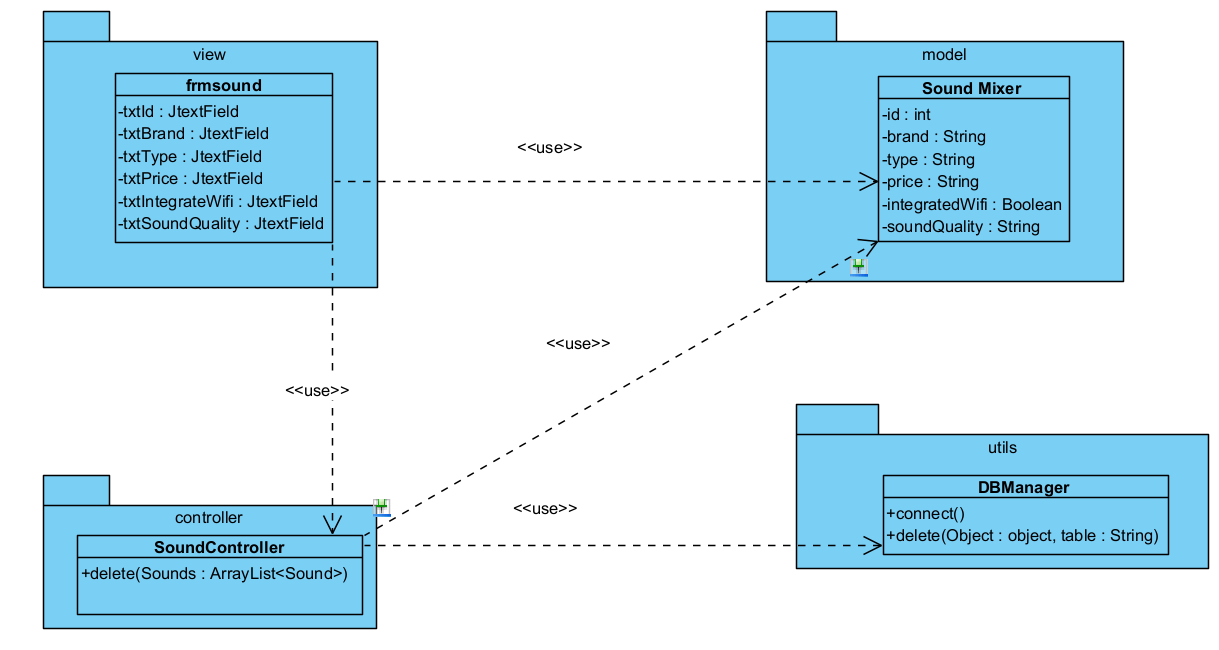 view
frmsound
-txtId : JtextField
-txtBrand : JtextField
-txtType : JtextField
-txtPrice : JtextField
-txtIntegrateWifi : JtextField
-txtSoundQuality : JtextField
<<use>>
model
Sound Mixer
-id : int
-brand : String
-type : String
-price : String
-integratedWifi : Boolean
-soundQuality : String
<<use>>
<<use>>
controller
SoundController
+delete(Sounds : ArrayList<Sound>)
<<use>>
utils
DBManager
+connect()
+delete(Object : object, table : String)